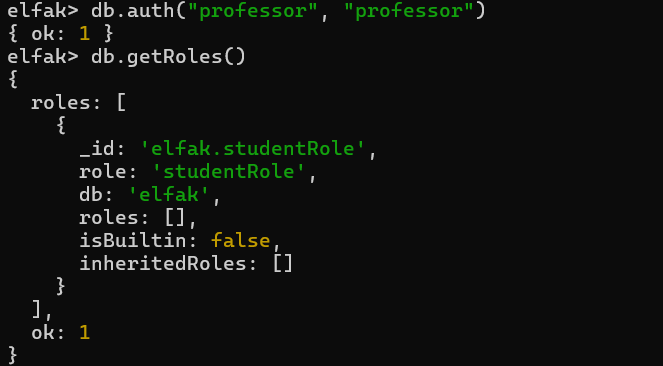 elfak> db.auth("professor", "professor")
{ ok: 1 }
elfak> db.getRoles()
{
  roles: [
    {
      _id: 'elfak.studentRole',
      role: 'studentRole',
      db: 'elfak',
      roles: [],
      isBuiltin: false,
      inheritedRoles: []
    }
  ],
  ok: 1
}